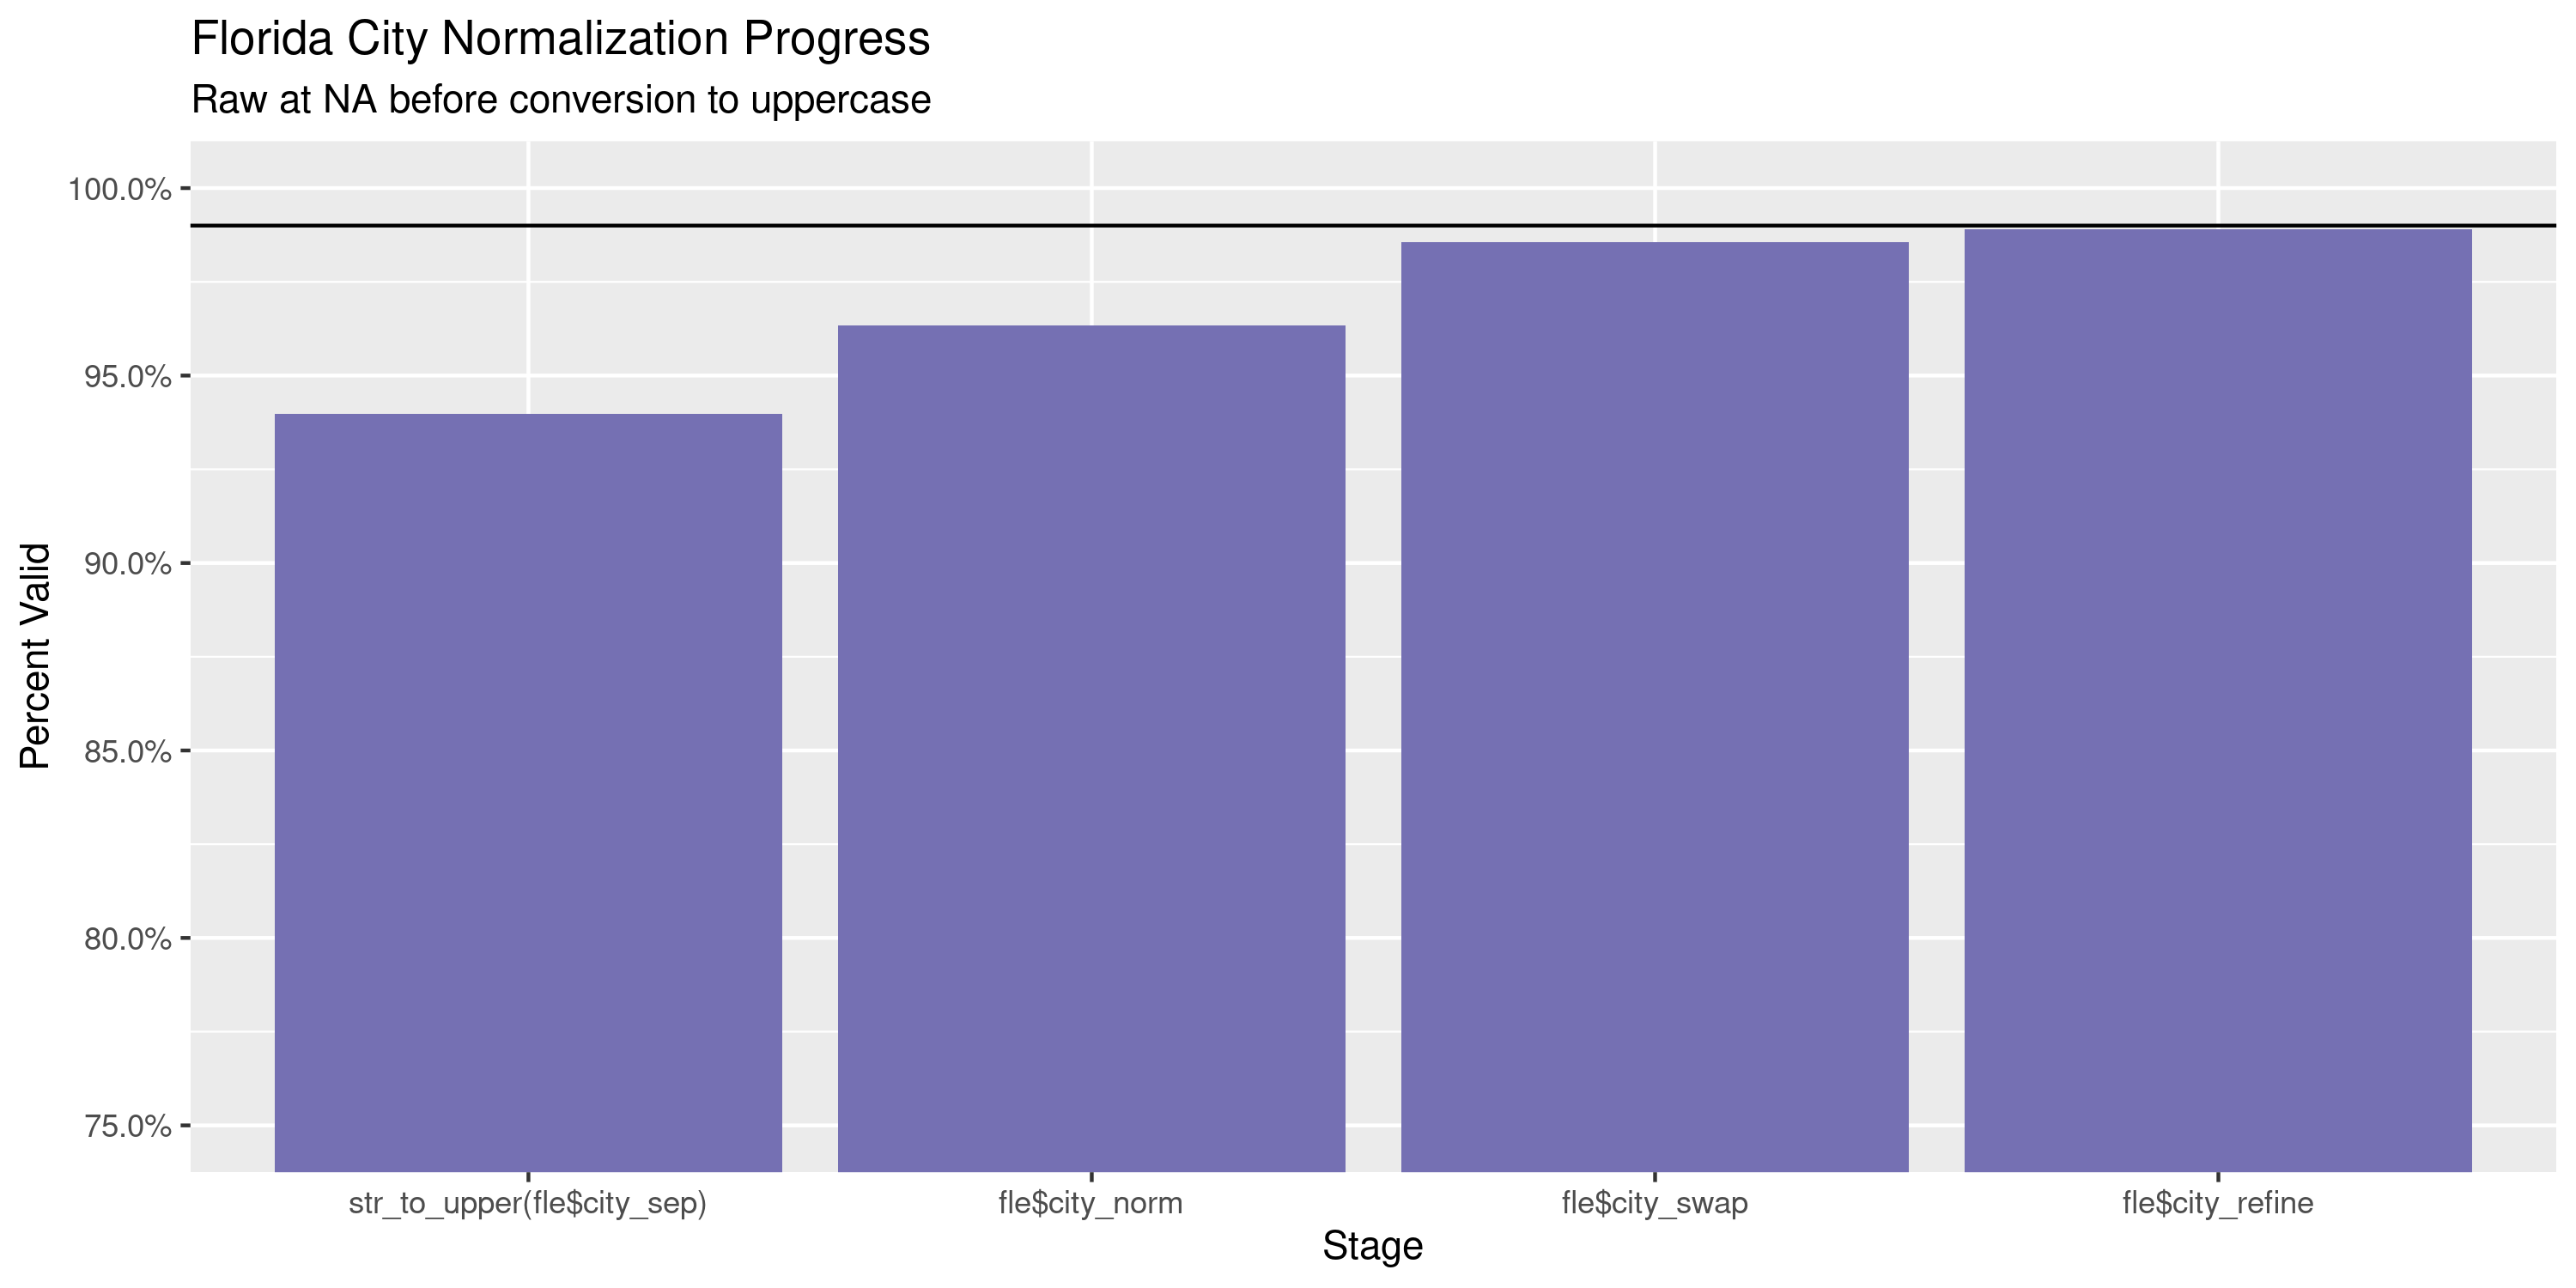 Florida City Normalization Progress
Raw at NA before conversion to uppercase
Percent Valid
100.0%
95.0%
90.0%
85.0%
80.0%
75.0%
str_to_upper(fle$city_sep)
fle$city_norm
fle$city_swap
fle$city_refine
Stage